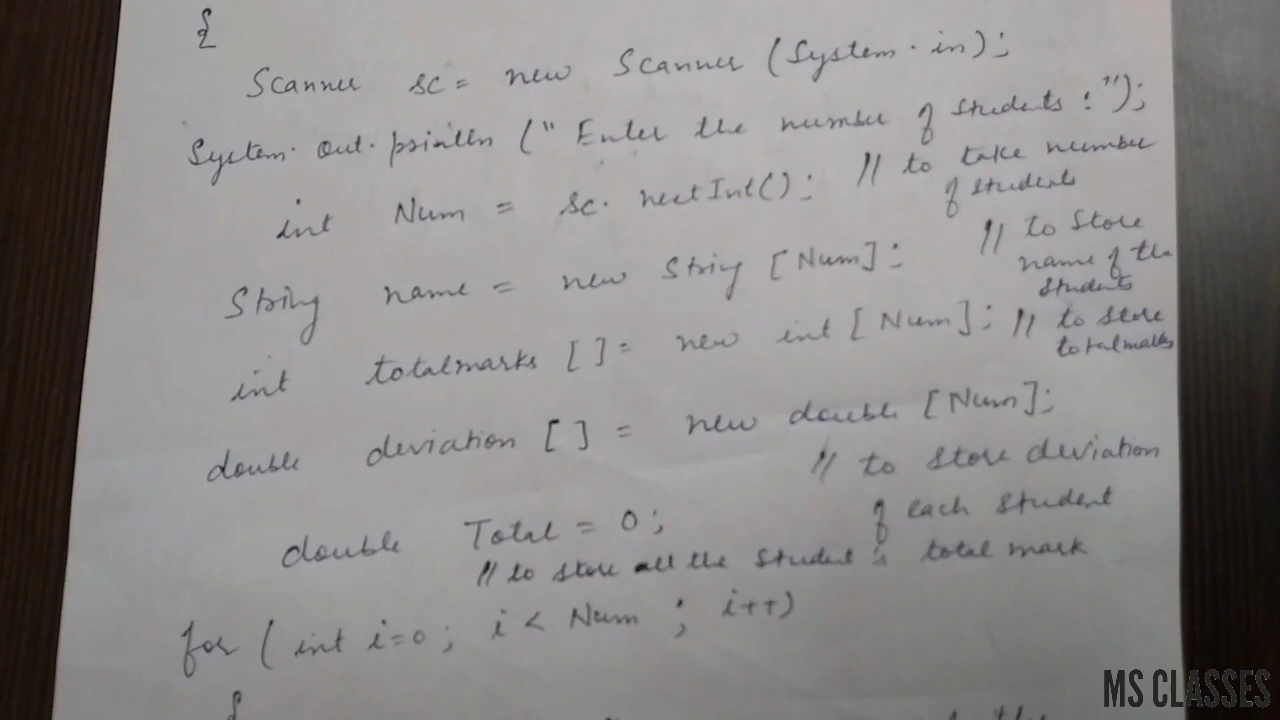 {
Scanner sc = new Scanner (System.in);
System.out.println (" Enter the number of students :");
int Num = sc.nextInt(); // to take number
of students
String name = new String [Num]; // to store
name of the
students
int totalmarks [] = new int [Num]; // to store
totalmarks
double deviation [] = new double [Num];
// to store deviation
of each student
double Total = 0;
// to store all the student's total mark
for ( int i=0; i < Num ; i++)
{
MS CLASSES